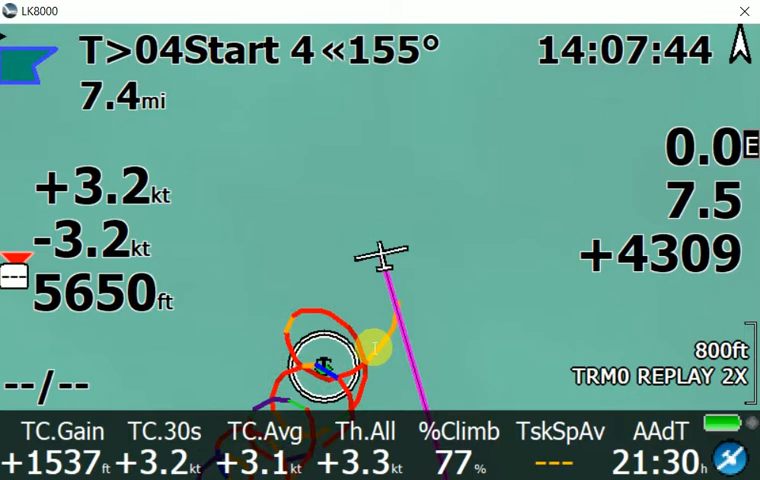 LK8000
T>04Start 4 «155° 14:07:44
7.4mi
+3.2kt
-3.2kt
5650ft
--/--
0.0 E
7.5
+4309
T
800ft
TRM0 REPLAY 2X
TC.Gain TC.30s TC.Avg Th.All %Climb TskSpAv AAdT
+1537ft +3.2kt +3.1kt +3.3kt 77% --- 21:30h